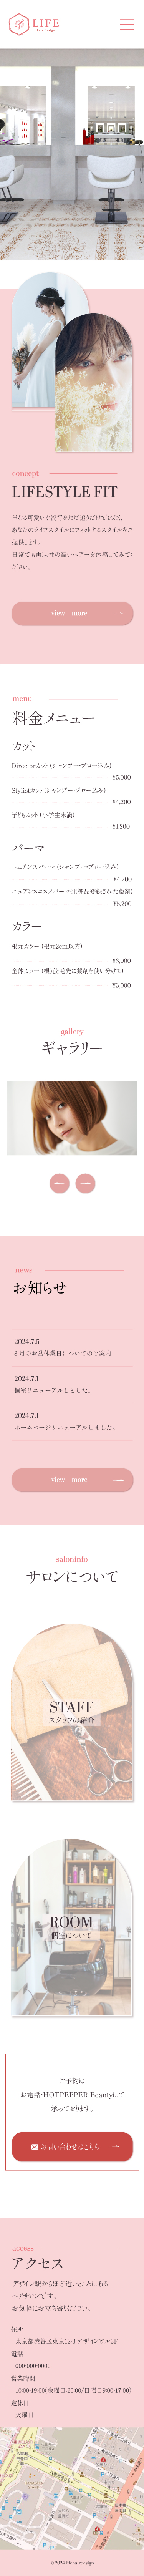 LIFE
hair design
concept
LIFESTYLE FIT
単なる可愛いや流行をただ追うだけではなく、
あなたのライフスタイルにフィットするスタイルをご
提供します。
日常でも再現性の高いヘアーを体感してみてく
ださい。
view more
menu
料金メニュー
カット
Directorカット (シャンプー・ブロー込み)
¥5,000
Stylistカット (シャンプー・ブロー込み)
¥4,200
子どもカット (小学生未満)
¥1,200
パーマ
ニュアンスパーマ (シャンプー・ブロー込み)
¥4,200
ニュアンスコスメパーマ(化粧品登録された薬剤)
¥5,200
カラー
根元カラー (根元2cm以内)
¥3,000
全体カラー (根元と毛先に薬剤を使い分けて)
¥3,000
gallery
ギャラリー
news
お知らせ
2024.7.5
８月のお盆休業日についてのご案内
2024.7.1
個室リニューアルしました。
2024.7.1
ホームページリニューアルしました。
view more
saloninfo
サロンについて
STAFF
スタッフの紹介
ROOM
個室について
ご予約は
お電話・HOTPEPPER Beautyにて
承っております。
お問い合わせはこちら
access
アクセス
デザイン駅からほど近いところにある
ヘアサロンです。
お気軽にお立ち寄りください。
住所
東京都渋谷区東京12-3 デザインビル3F
電話
000-000-0000
営業時間
10:00-19:00(金曜日-20:00/日曜日9:00-17:00)
定休日
火曜日
© 2024 lifehairdesign